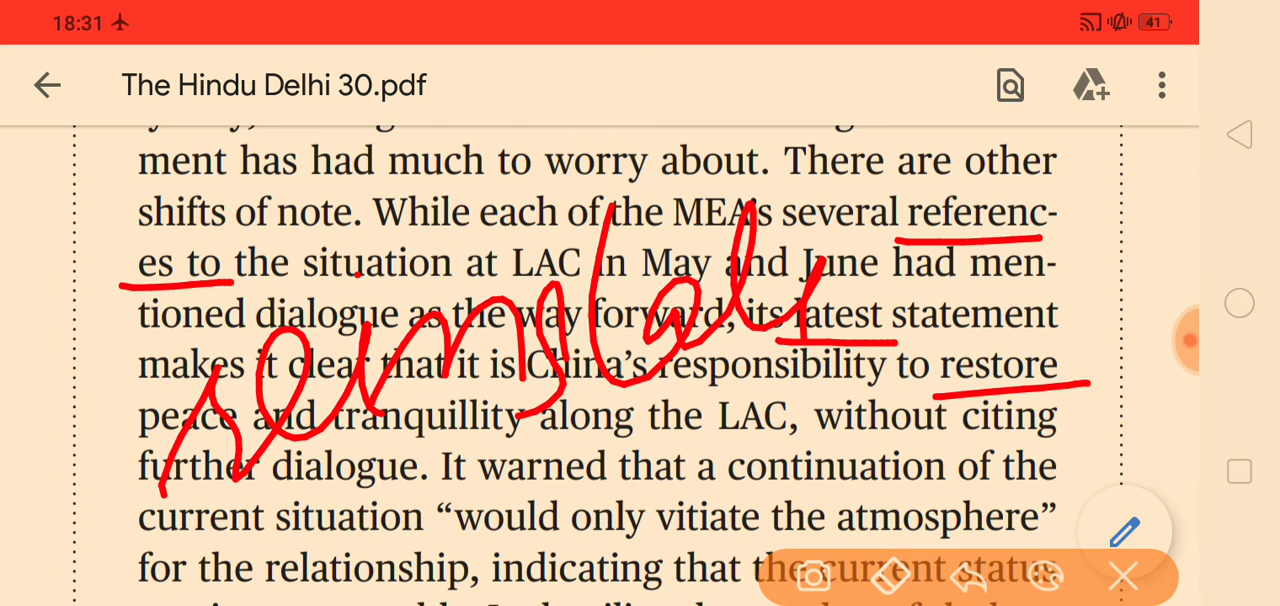 18:31
41
The Hindu Delhi 30.pdf
ment has had much to worry about. There are other
shifts of note. While each of the MEA's several referenc-
es to the situation at LAC in May and June had men-
tioned dialogue as the way forward, its latest statement
makes it clear that it is China's responsibility to restore
peace and tranquillity along the LAC, without citing
further dialogue. It warned that a continuation of the
current situation “would only vitiate the atmosphere”
for the relationship, indicating that the current status